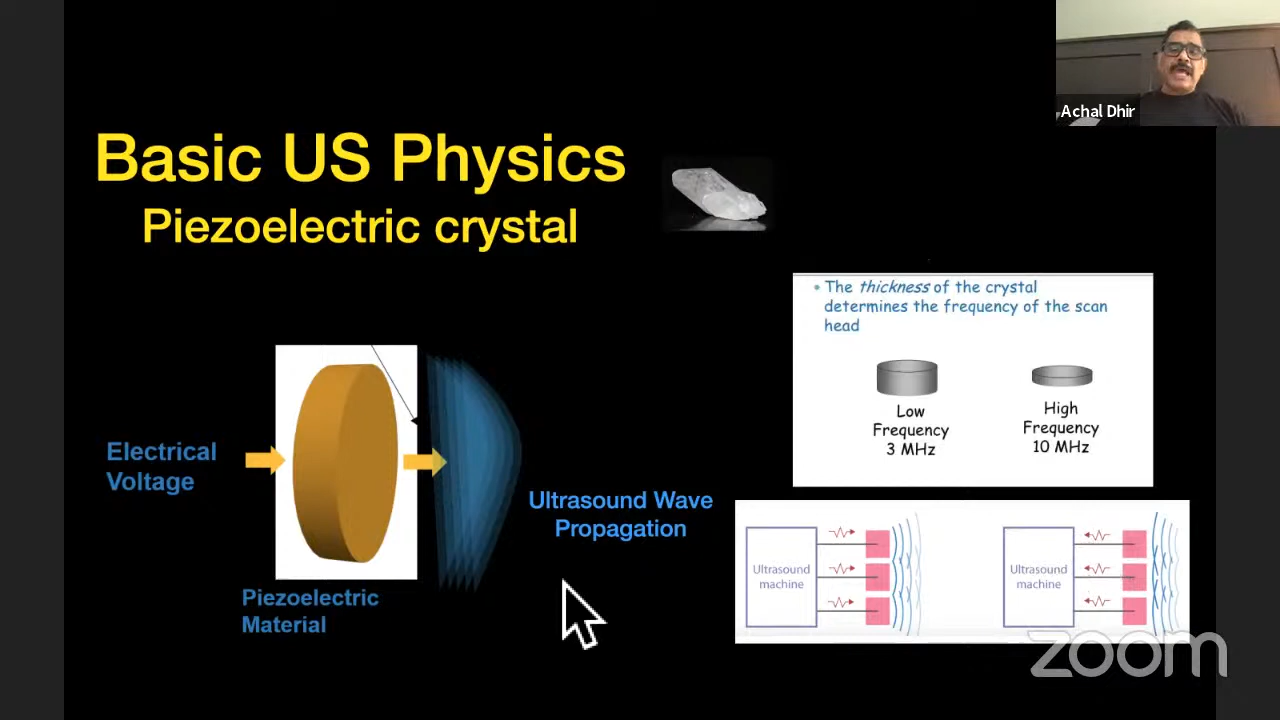 Achal Dhir
Basic US Physics
Piezoelectric crystal
• The thickness of the crystal
determines the frequency of the scan
head
Low
Frequency
3 MHz
High
Frequency
10 MHz
Electrical
Voltage
Ultrasound Wave
Propagation
Piezoelectric
Material
Ultrasound
machine
Ultrasound
machine
zoom